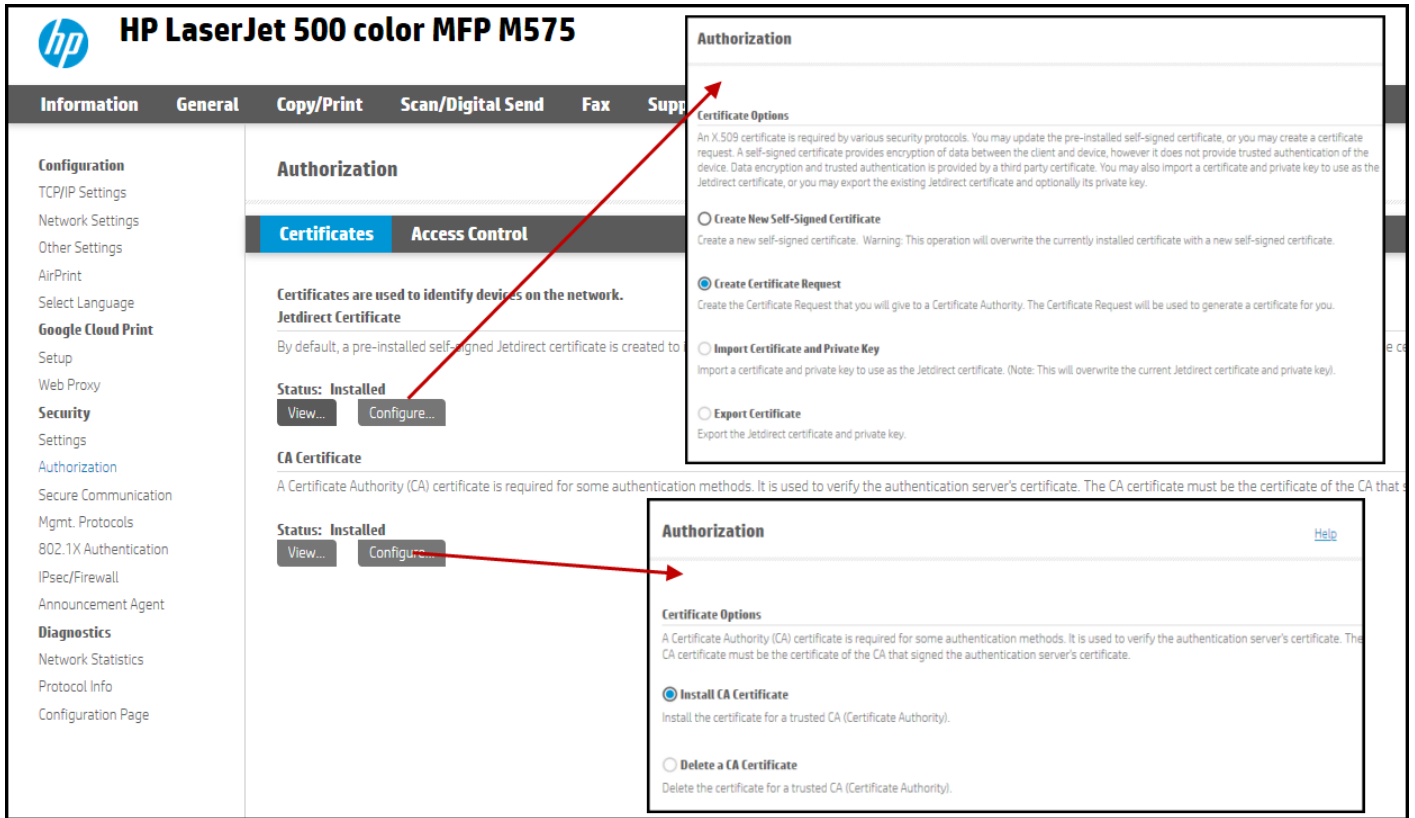 hp
HP LaserJet 500 color MFP M575
Information General Copy/Print Scan/Digital Send Fax Supp
Configuration
TCP/IP Settings
Network Settings
Other Settings
AirPrint
Select Language
Google Cloud Print
Setup
Web Proxy
Security
Settings
Authorization
Secure Communication
Mgmt. Protocols
802.1X Authentication
IPsec/Firewall
Announcement Agent
Diagnostics
Network Statistics
Protocol Info
Configuration Page
Authorization
Certificates Access Control
Certificates are used to identify devices on the network.
Jetdirect Certificate
By default, a pre-installed self-signed Jetdirect certificate is created to
Status: Installed
View... Configure...
CA Certificate
A Certificate Authority (CA) certificate is required for some authentication methods. It is used to verify the authentication server's certificate. The CA certificate must be the certificate of the CA that s
Status: Installed
View... Configure...
Authorization
Certificate Options
An X.509 certificate is required by various security protocols. You may update the pre-installed self-signed certificate, or you may create a certificate
request. A self-signed certificate provides encryption of data between the client and device, however it does not provide trusted authentication of the
device. Data encryption and trusted authentication is provided by a third party certificate. You may also import a certificate and private key to use as the
Jetdirect certificate, or you may export the existing Jetdirect certificate and optionally its private key.
Create New Self-Signed Certificate
Create a new self-signed certificate. Warning: This operation will overwrite the currently installed certificate with a new self-signed certificate.
Create Certificate Request
Create the Certificate Request that you will give to a Certificate Authority. The Certificate Request will be used to generate a certificate for you.
Import Certificate and Private Key
Import a certificate and private key to use as the Jetdirect certificate. (Note: This will overwrite the current Jetdirect certificate and private key).
Export Certificate
Export the Jetdirect certificate and private key.
Authorization Help
Certificate Options
A Certificate Authority (CA) certificate is required for some authentication methods. It is used to verify the authentication server's certificate. The
CA certificate must be the certificate of the CA that signed the authentication server's certificate.
Install CA Certificate
Install the certificate for a trusted CA (Certificate Authority).
Delete a CA Certificate
Delete the certificate for a trusted CA (Certificate Authority).